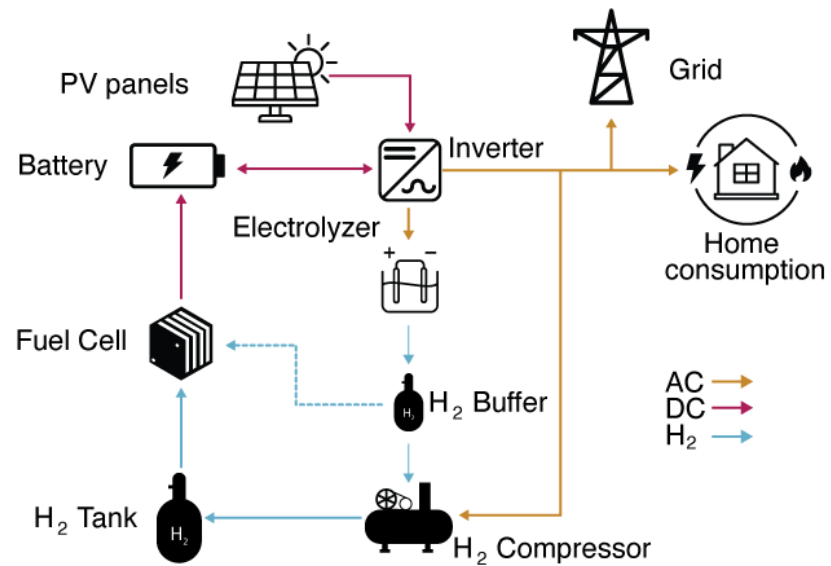 PV panels
Grid
Battery
Inverter
Electrolyzer
+ −
Home
consumption
Fuel Cell
H₂ Buffer
H₂
AC
DC
H₂
H₂ Tank
H₂
H₂ Compressor